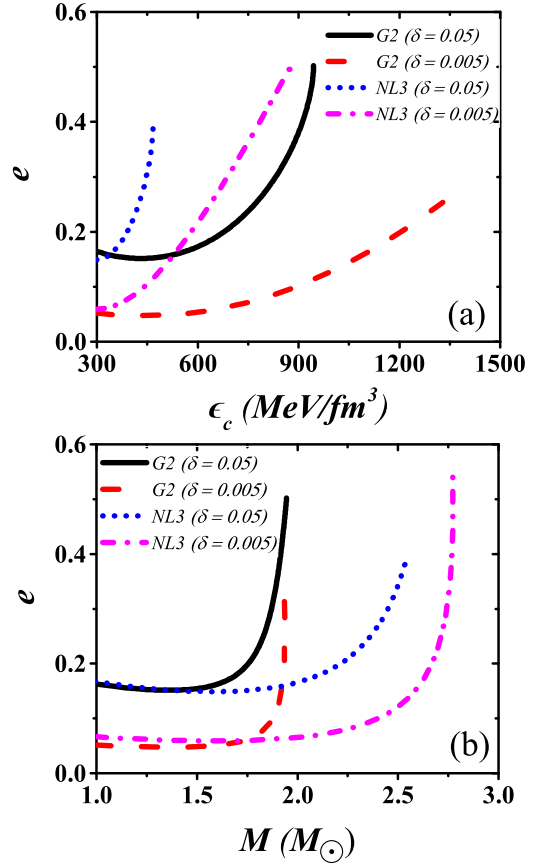 0.6
0.4
0.2
0.0
e
G2 (δ = 0.05)
G2 (δ = 0.005)
NL3 (δ = 0.05)
NL3 (δ = 0.005)
(a)
300 600 900 1200 1500
ϵc (MeV/fm³)
0.6
0.4
0.2
0.0
e
G2 (δ = 0.05)
G2 (δ = 0.005)
NL3 (δ = 0.05)
NL3 (δ = 0.005)
(b)
1.0 1.5 2.0 2.5 3.0
M (M⊙)